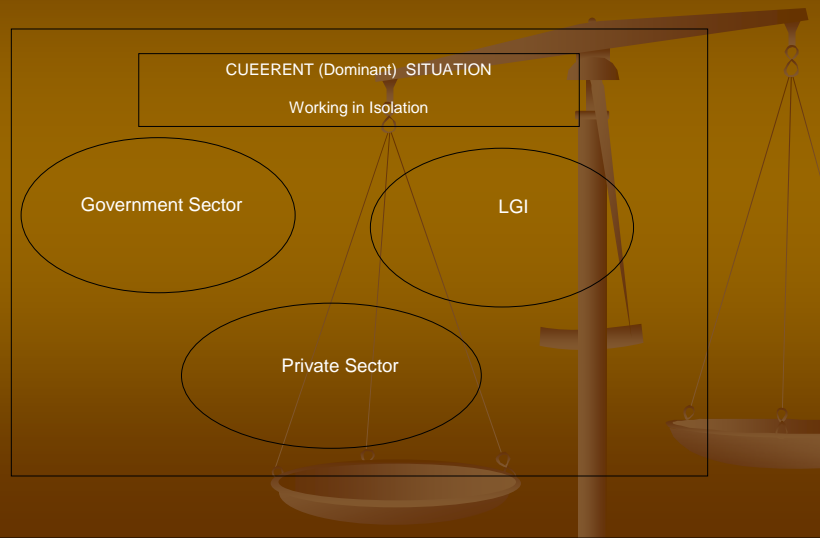 CUEERENT (Dominant) SITUATION
Working in Isolation
Government Sector
LGI
Private Sector